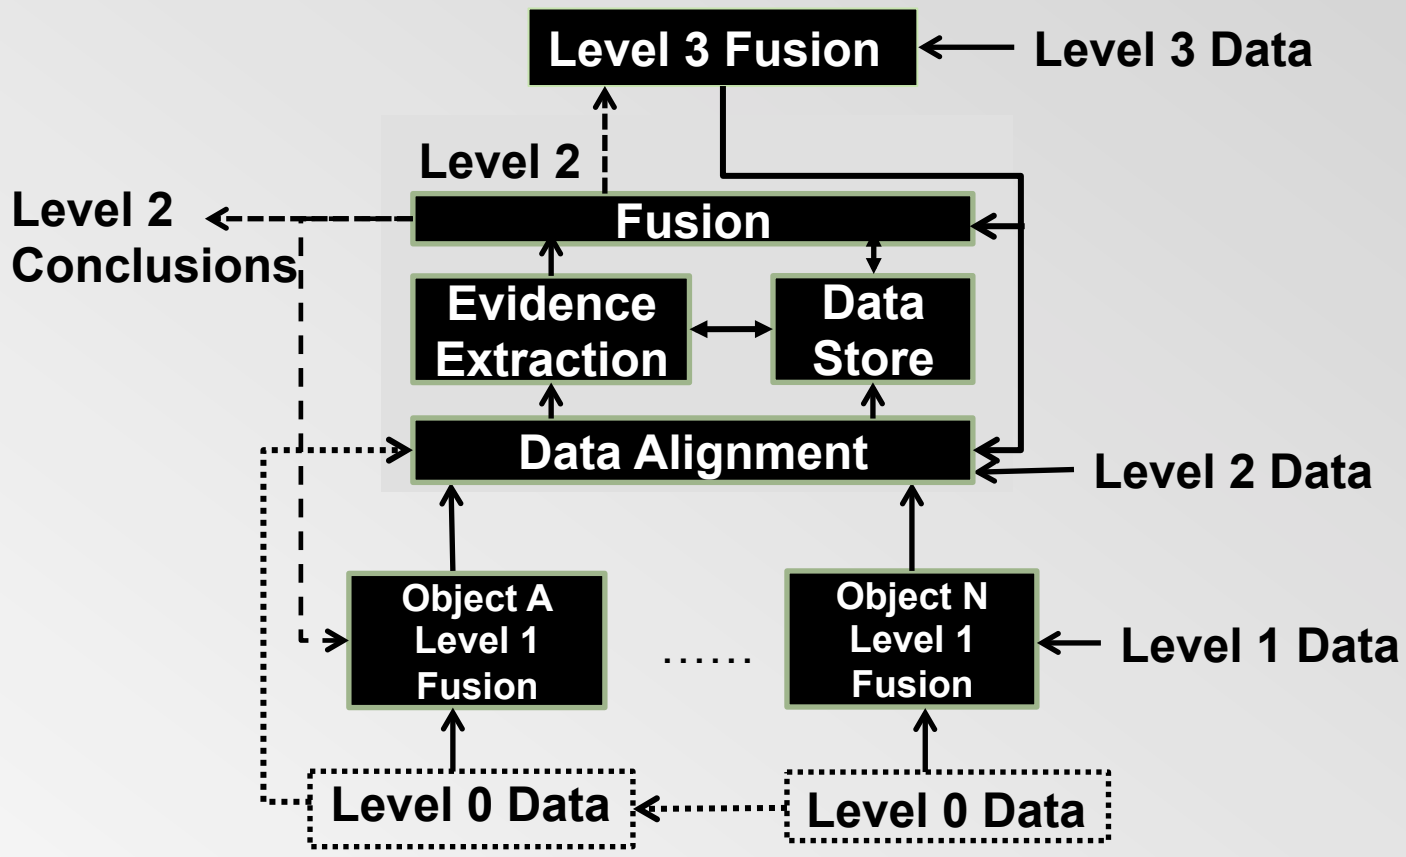 Level 3 Fusion
Level 3 Data
Level 2
Level 2
Conclusions
Fusion
Evidence
Extraction
Data
Store
Data Alignment
Level 2 Data
Object A
Level 1
Fusion
......
Object N
Level 1
Fusion
Level 1 Data
Level 0 Data
Level 0 Data